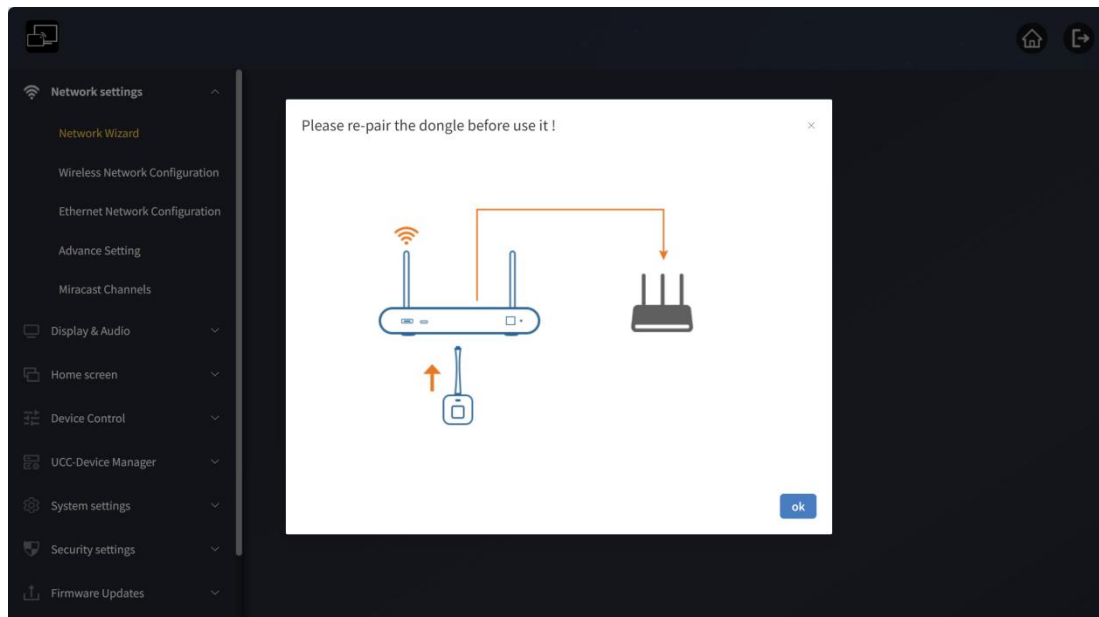 Network settings
Network Wizard
Wireless Network Configuration
Ethernet Network Configuration
Advance Setting
Miracast Channels
Display & Audio
Home screen
Device Control
UCC-Device Manager
System settings
Security settings
Firmware Updates
Please re-pair the dongle before use it !
ok